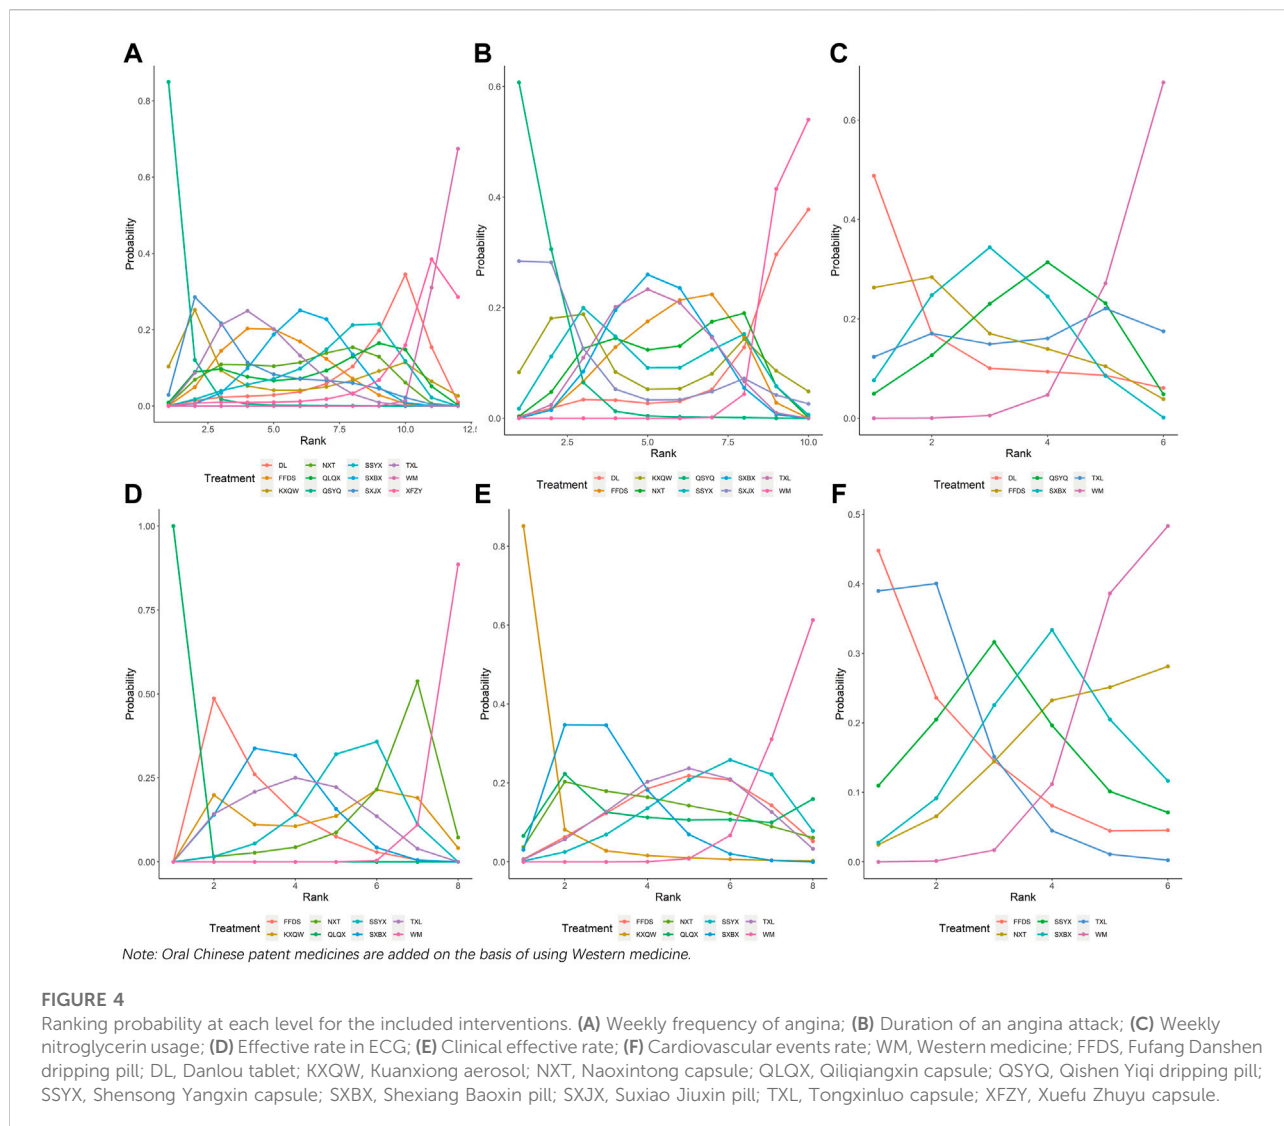 A
B
C
Probability
0.8
0.6
0.4
0.2
0.0
2.5
5.0
7.5
10.0
12.5
Rank
Treatment
DL
NXT
SSYX
TXL
FFDS
QLQX
SXBX
WM
KXQW
QSYQ
SXJX
XFZY
Probability
0.6
0.4
0.2
0.0
2.5
5.0
7.5
10.0
Rank
Treatment
DL
KXQW
QSYQ
SXBX
TXL
FFDS
NXT
SSYX
SXJX
WM
Probability
0.6
0.4
0.2
0.0
2
4
6
Rank
Treatment
DL
QSYQ
TXL
FFDS
SXBX
WM
D
E
F
Probability
1.00
0.75
0.50
0.25
0.00
2
4
6
8
Rank
Treatment
FFDS
NXT
SSYX
TXL
KXQW
QLQX
SXBX
WM
Probability
0.8
0.6
0.4
0.2
0.0
2
4
6
8
Rank
Treatment
FFDS
NXT
SSYX
TXL
KXQW
QLQX
SXBX
WM
Probability
0.5
0.4
0.3
0.2
0.1
0.0
2
4
6
Rank
Treatment
FFDS
SSYX
TXL
NXT
SXBX
WM
Note: Oral Chinese patent medicines are added on the basis of using Western medicine.
FIGURE 4
Ranking probability at each level for the included interventions. (A) Weekly frequency of angina; (B) Duration of an angina attack; (C) Weekly
nitroglycerin usage; (D) Effective rate in ECG; (E) Clinical effective rate; (F) Cardiovascular events rate; WM, Western medicine; FFDS, Fufang Danshen
dripping pill; DL, Danlou tablet; KXQW, Kuanxiong aerosol; NXT, Naoxintong capsule; QLQX, Qiliqiangxin capsule; QSYQ, Qishen Yiqi dripping pill;
SSYX, Shensong Yangxin capsule; SXBX, Shexiang Baoxin pill; SXJX, Suxiao Jiuxin pill; TXL, Tongxinluo capsule; XFZY, Xuefu Zhuyu capsule.